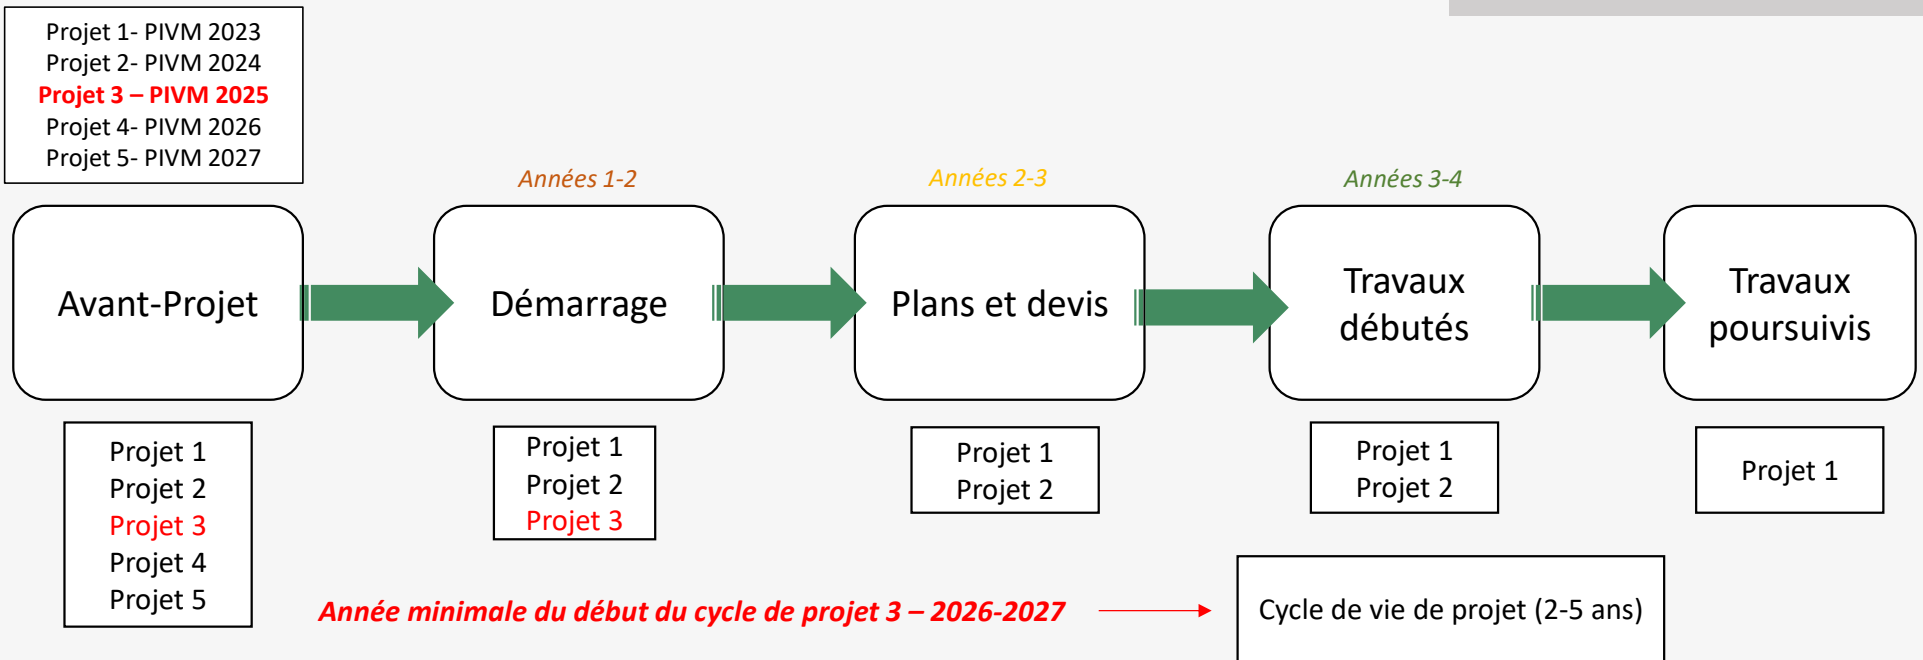 Projet 1- PIVM 2023
Projet 2- PIVM 2024
Projet 3 – PIVM 2025
Projet 4- PIVM 2026
Projet 5- PIVM 2027
Années 1-2
Années 2-3
Années 3-4
Avant-Projet
Démarrage
Plans et devis
Travaux
débutés
Travaux
poursuivis
Projet 1
Projet 2
Projet 3
Projet 4
Projet 5
Projet 1
Projet 2
Projet 3
Projet 1
Projet 2
Projet 1
Projet 2
Projet 1
Année minimale du début du cycle de projet 3 – 2026-2027
Cycle de vie de projet (2-5 ans)